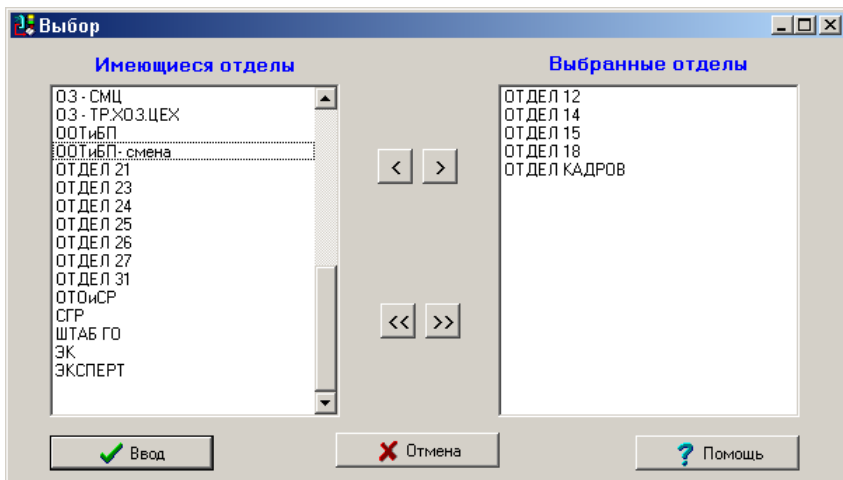 Выбор
Имеющиеся отделы
Выбранные отделы
ОЗ - СМЦ
ОЗ - ТР.ХОЗ.ЦЕХ
ООТиБП
ООТиБП- смена
ОТДЕЛ 21
ОТДЕЛ 23
ОТДЕЛ 24
ОТДЕЛ 25
ОТДЕЛ 26
ОТДЕЛ 27
ОТДЕЛ 31
ОТОиСР
СГР
ШТАБ ГО
ЭК
ЭКСПЕРТ
< >
<< >>
ОТДЕЛ 12
ОТДЕЛ 14
ОТДЕЛ 15
ОТДЕЛ 18
ОТДЕЛ КАДРОВ
Ввод
Отмена
Помощь